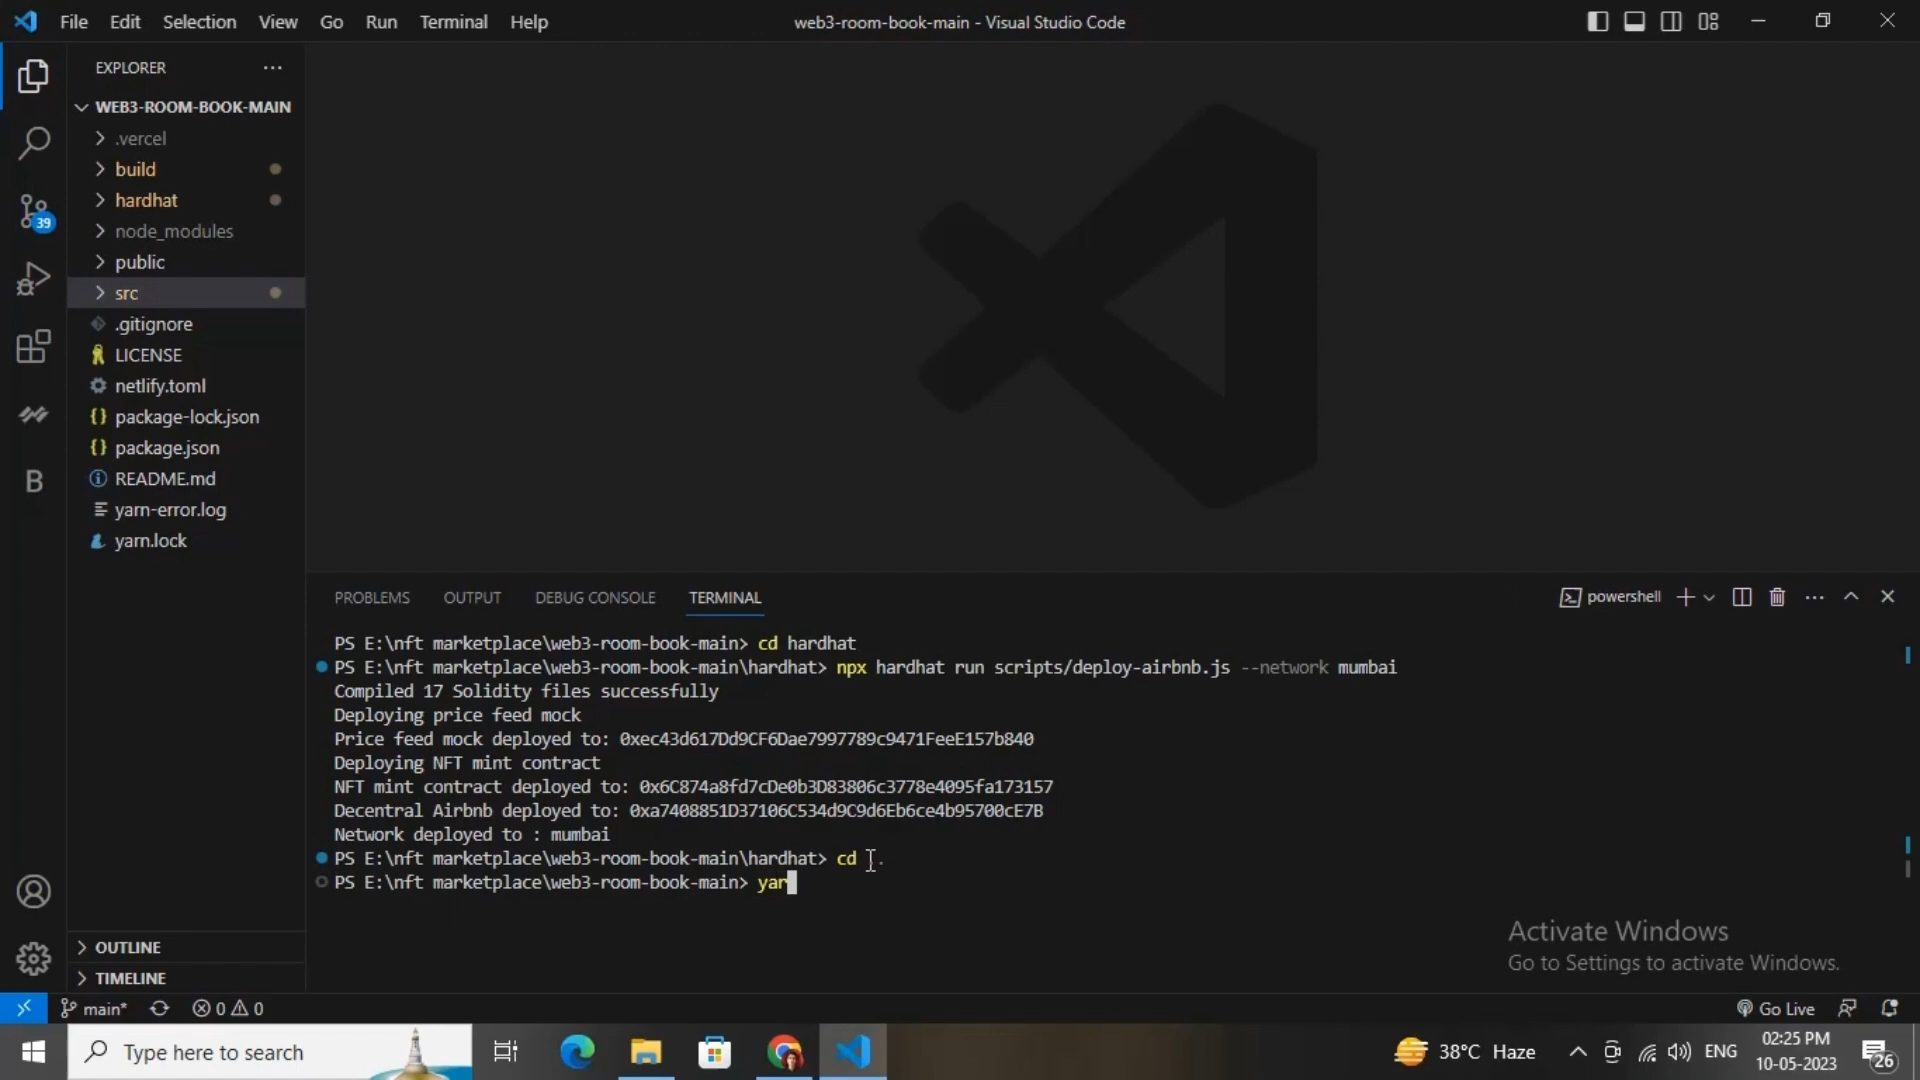 File Edit Selection View Go Run Terminal Help
web3-room-book-main - Visual Studio Code
EXPLORER
WEB3-ROOM-BOOK-MAIN
.vercel
build
hardhat
node_modules
public
src
.gitignore
LICENSE
netlify.toml
package-lock.json
package.json
README.md
yarn-error.log
yarn.lock
OUTLINE
TIMELINE
39
B
PROBLEMS OUTPUT DEBUG CONSOLE TERMINAL
powershell
PS E:\nft marketplace\web3-room-book-main> cd hardhat
PS E:\nft marketplace\web3-room-book-main\hardhat> npx hardhat run scripts/deploy-airbnb.js --network mumbai
Compiled 17 Solidity files successfully
Deploying price feed mock
Price feed mock deployed to: 0xec43d617Dd9CF6Dae7997789c9471FeeE157b840
Deploying NFT mint contract
NFT mint contract deployed to: 0x6C874a8fd7cDe0b3D83806c3778e4095fa173157
Decentral Airbnb deployed to: 0xa7408851D37106C534d9C9d6Eb6ce4b95700cE7B
Network deployed to : mumbai
PS E:\nft marketplace\web3-room-book-main\hardhat> cd ..
PS E:\nft marketplace\web3-room-book-main> yar
Activate Windows
Go to Settings to activate Windows.
main* 0 0
Go Live
Type here to search
38°C Haze
ENG
02:25 PM
10-05-2023
26